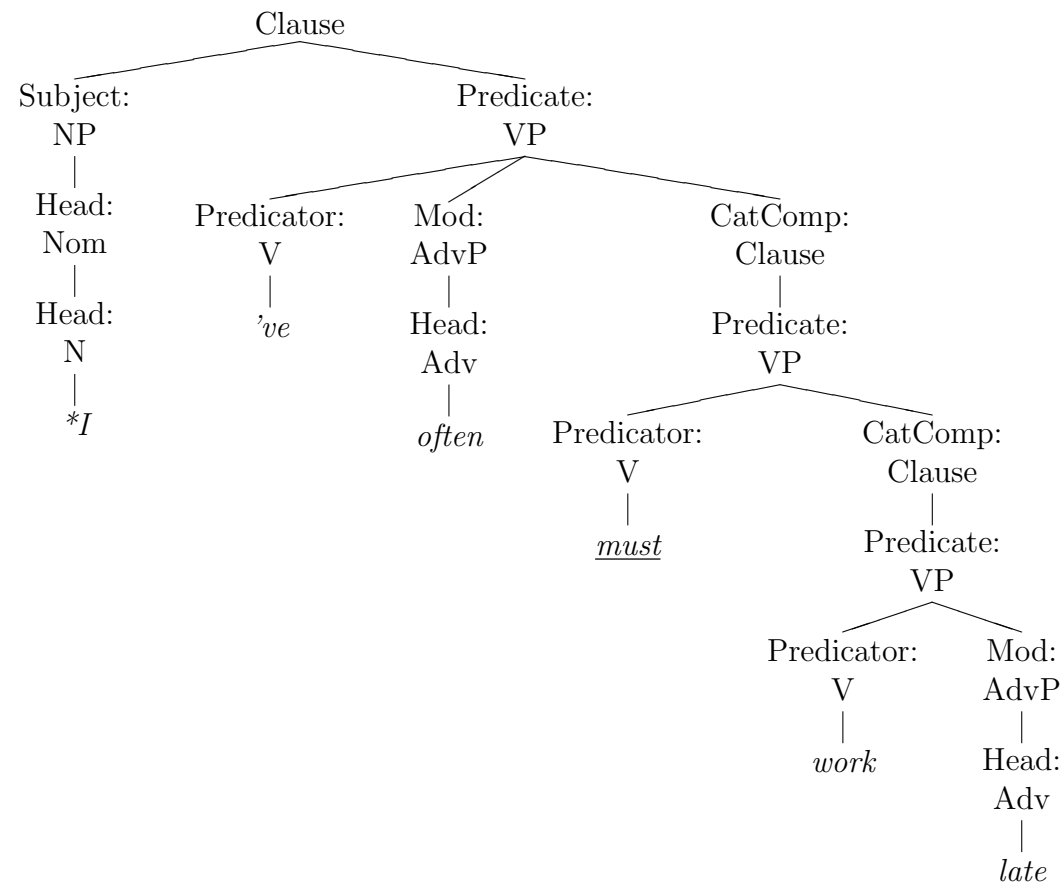 Clause
Subject:
NP
Predicate:
VP
Head:
Nom
Predicator:
V
Mod:
AdvP
CatComp:
Clause
Head:
N
've
Head:
Adv
Predicate:
VP
*I
often
Predicator:
V
CatComp:
Clause
must
Predicate:
VP
Predicator:
V
Mod:
AdvP
work
Head:
Adv
late